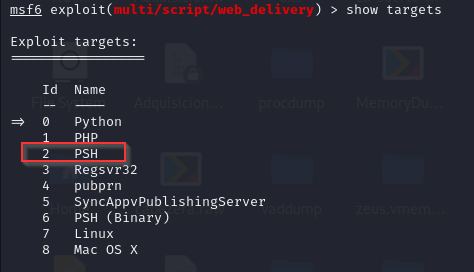 msf6 exploit(multi/script/web_delivery) > show targets
Exploit targets:
=================
Id Name
-- ----
=> 0 Python
1 PHP
2 PSH
3 Regsvr32
4 pubprn
5 SyncAppvPublishingServer
6 PSH (Binary)
7 Linux
8 Mac OS X
File System
Adquisicion
procdump
MemoryDu...
vaddump
zeus.vmem